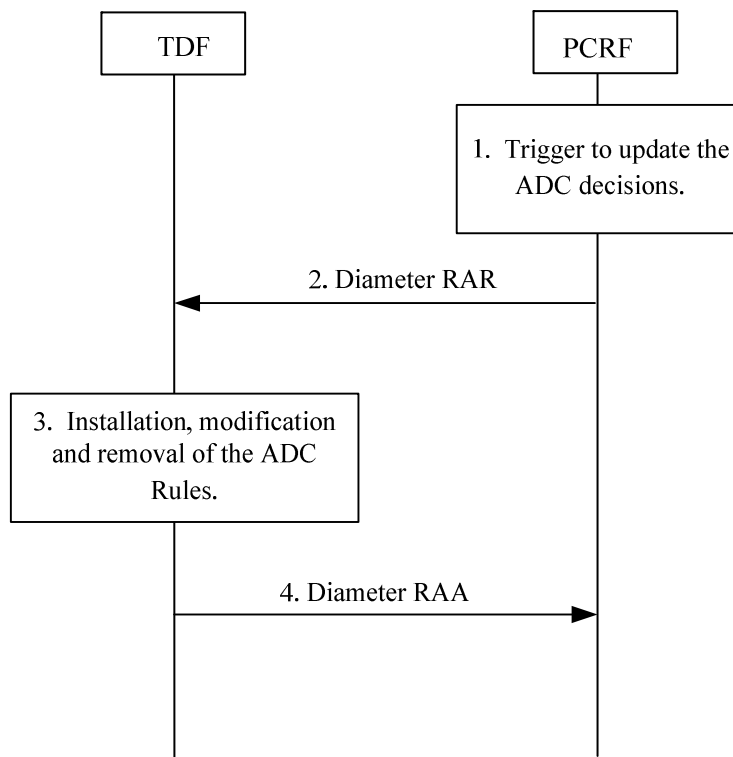 TDF
PCRF
1. Trigger to update the
ADC decisions.
2. Diameter RAR
3. Installation, modification
and removal of the ADC
Rules.
4. Diameter RAA